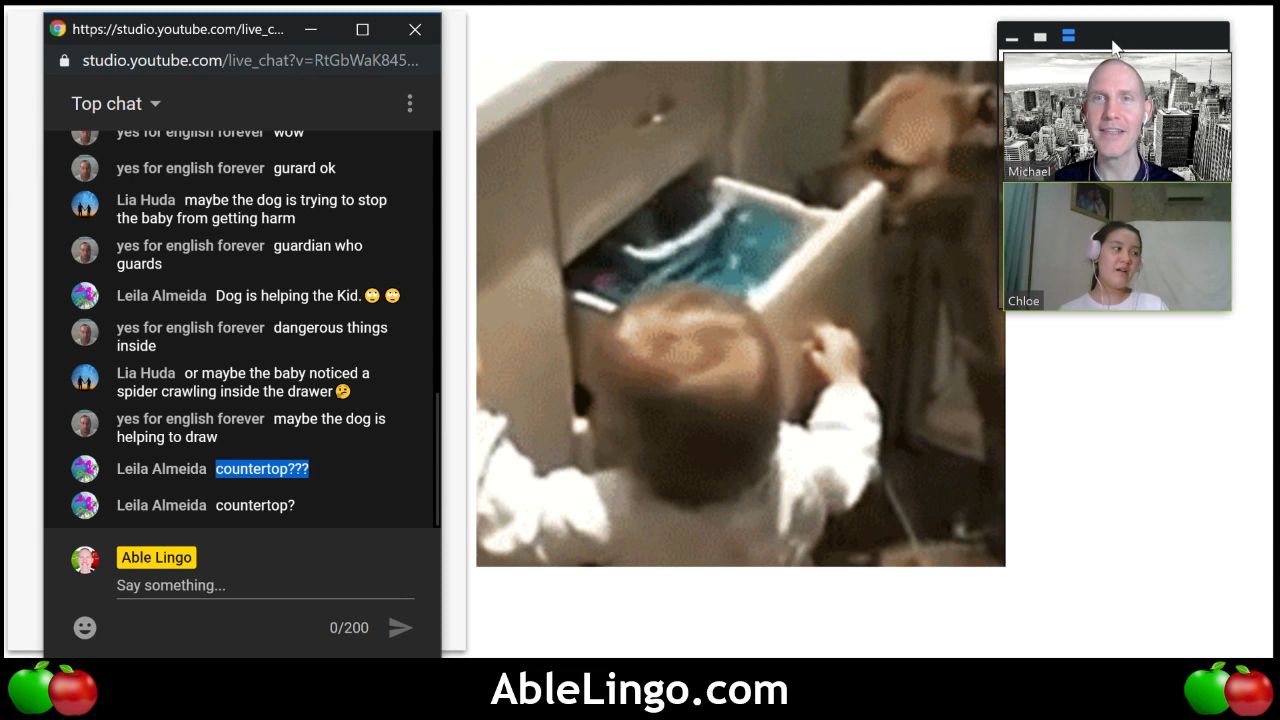 https://studio.youtube.com/live_c...
studio.youtube.com/live_chat?v=RtGbWaK845...
Top chat
yes for english forever wow
yes for english forever gurard ok
Lia Huda maybe the dog is trying to stop
the baby from getting harm
yes for english forever guardian who
guards
Leila Almeida Dog is helping the Kid.🙄 🙄
yes for english forever dangerous things
inside
Lia Huda or maybe the baby noticed a
spider crawling inside the drawer🤔
yes for english forever maybe the dog is
helping to draw
Leila Almeida countertop???
Leila Almeida countertop?
Able Lingo
Say something...
0/200
Michael
Chloe
AbleLingo.com